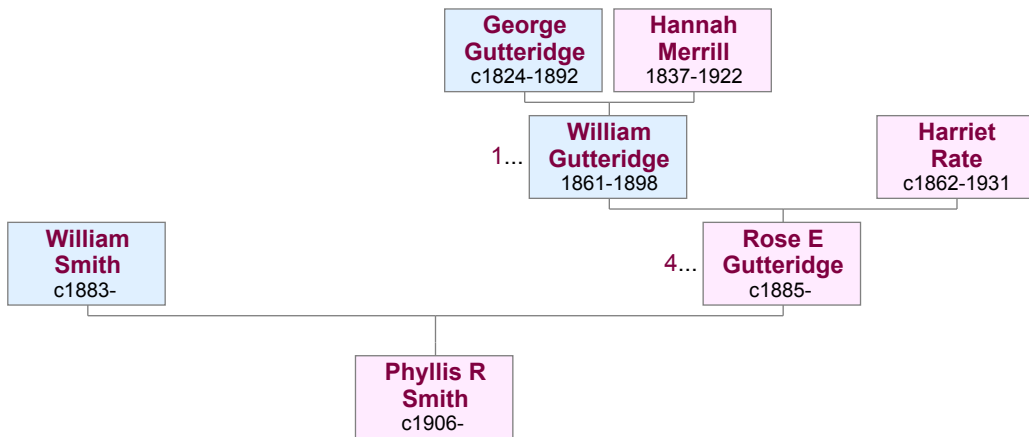 George
Gutteridge
c1824-1892
Hannah
Merrill
1837-1922
1...
William
Gutteridge
1861-1898
Harriet
Rate
c1862-1931
William
Smith
c1883-
4...
Rose E
Gutteridge
c1885-
Phyllis R
Smith
c1906-